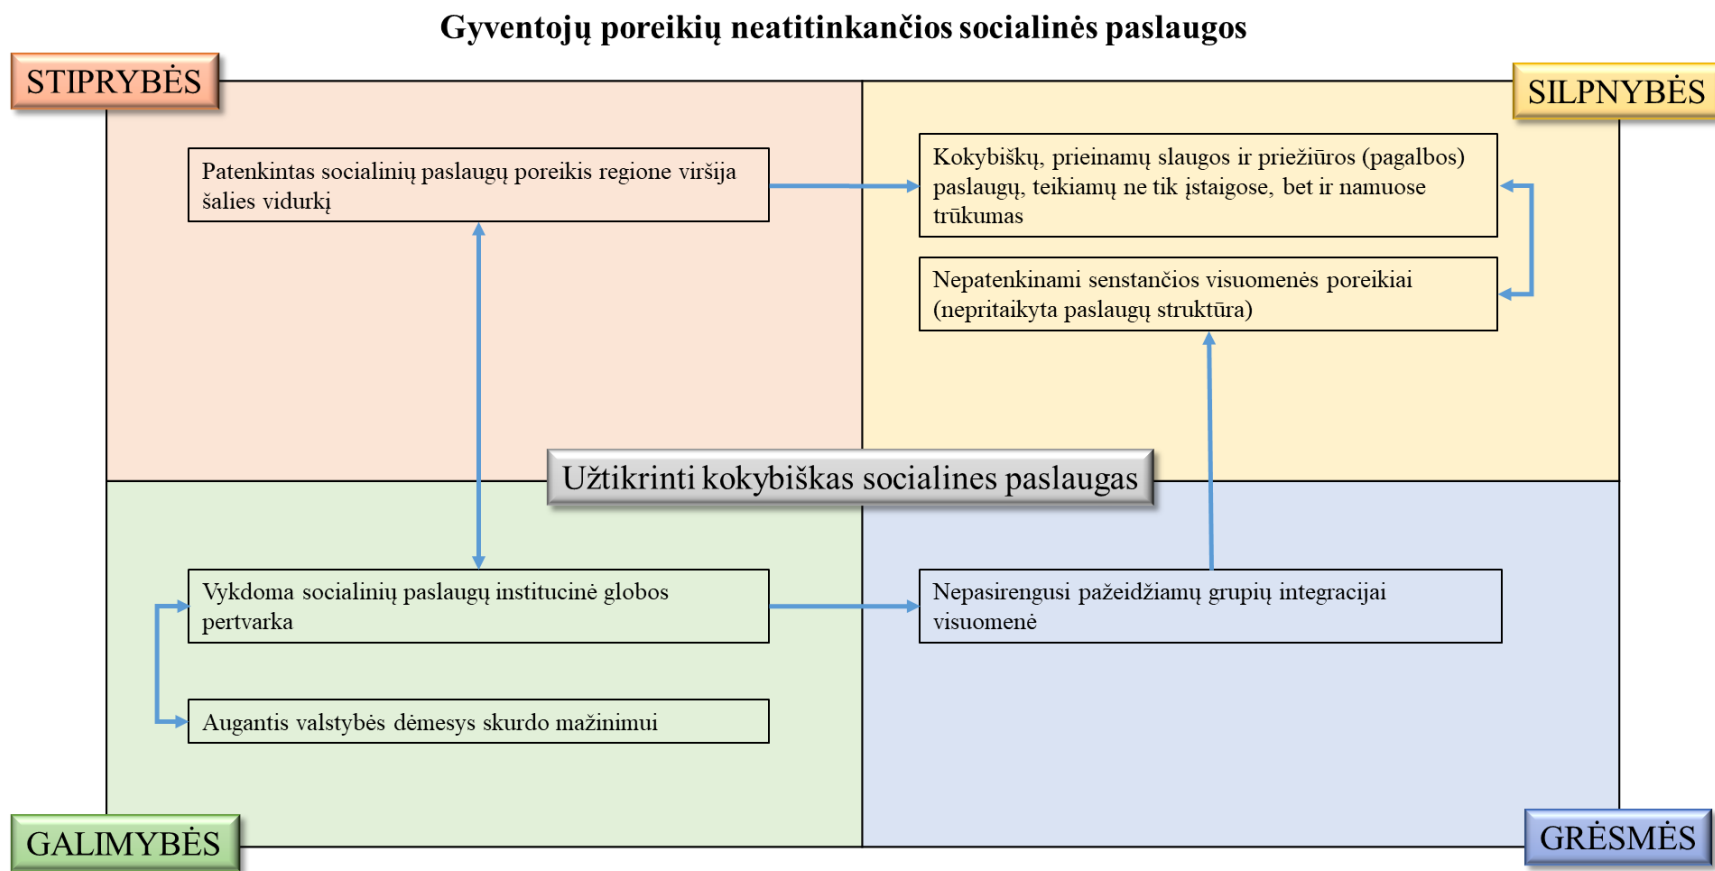 Gyventojų poreikių neatitinkančios socialinės paslaugos
STIPRYBĖS
SILPNYBĖS
Patenkintas socialinių paslaugų poreikis regione viršija
šalies vidurkį
Kokybiškų, prieinamų slaugos ir priežiūros (pagalbos)
paslaugų, teikiamų ne tik įstaigose, bet ir namuose
trūkumas
Nepatenkinami senstančios visuomenės poreikiai
(nepritaikyta paslaugų struktūra)
Užtikrinti kokybiškas socialines paslaugas
Vykdoma socialinių paslaugų institucinė globos
pertvarka
Nepasirengusi pažeidžiamų grupių integracijai
visuomenė
Augantis valstybės dėmesys skurdo mažinimui
GALIMYBĖS
GRĖSMĖS